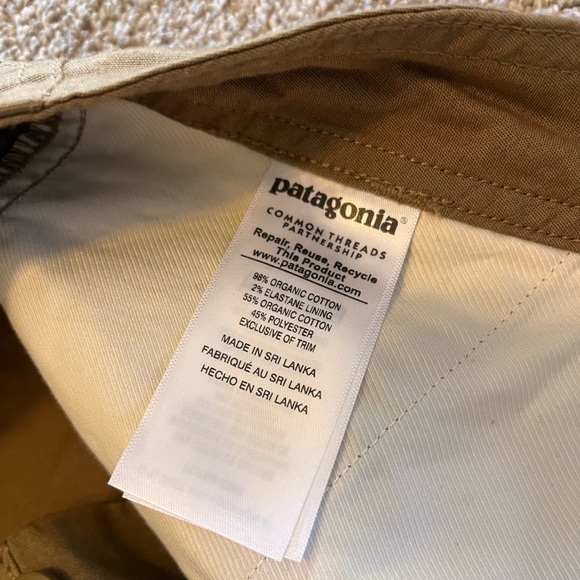 patagonia®
COMMON THREADS
PARTNERSHIP
Repair, Reuse, Recycle
This Product
www.patagonia.com
98% ORGANIC COTTON
2% ELASTANE LINING
55% ORGANIC COTTON
45% POLYESTER
EXCLUSIVE OF TRIM
MADE IN SRI LANKA
FABRIQUÉ AU SRI LANKA
HECHO EN SRI LANKA